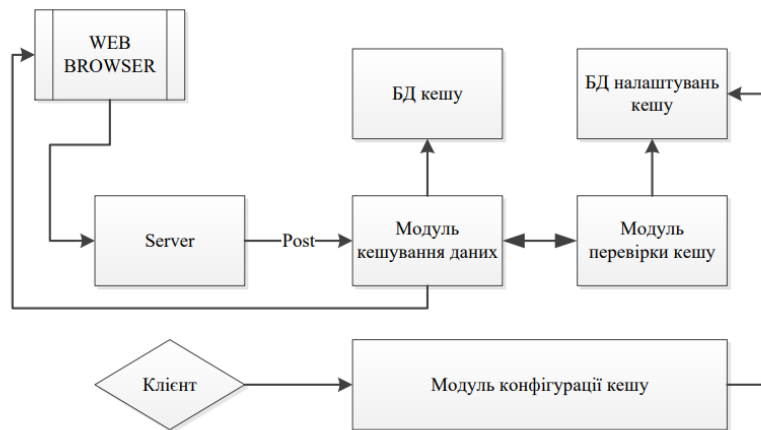 WEB
BROWSER
БД кешу
БД налаштувань
кешу
Server
Post
Модуль
кешування даних
Модуль
перевірки кешу
Клієнт
Модуль конфігурації кешу